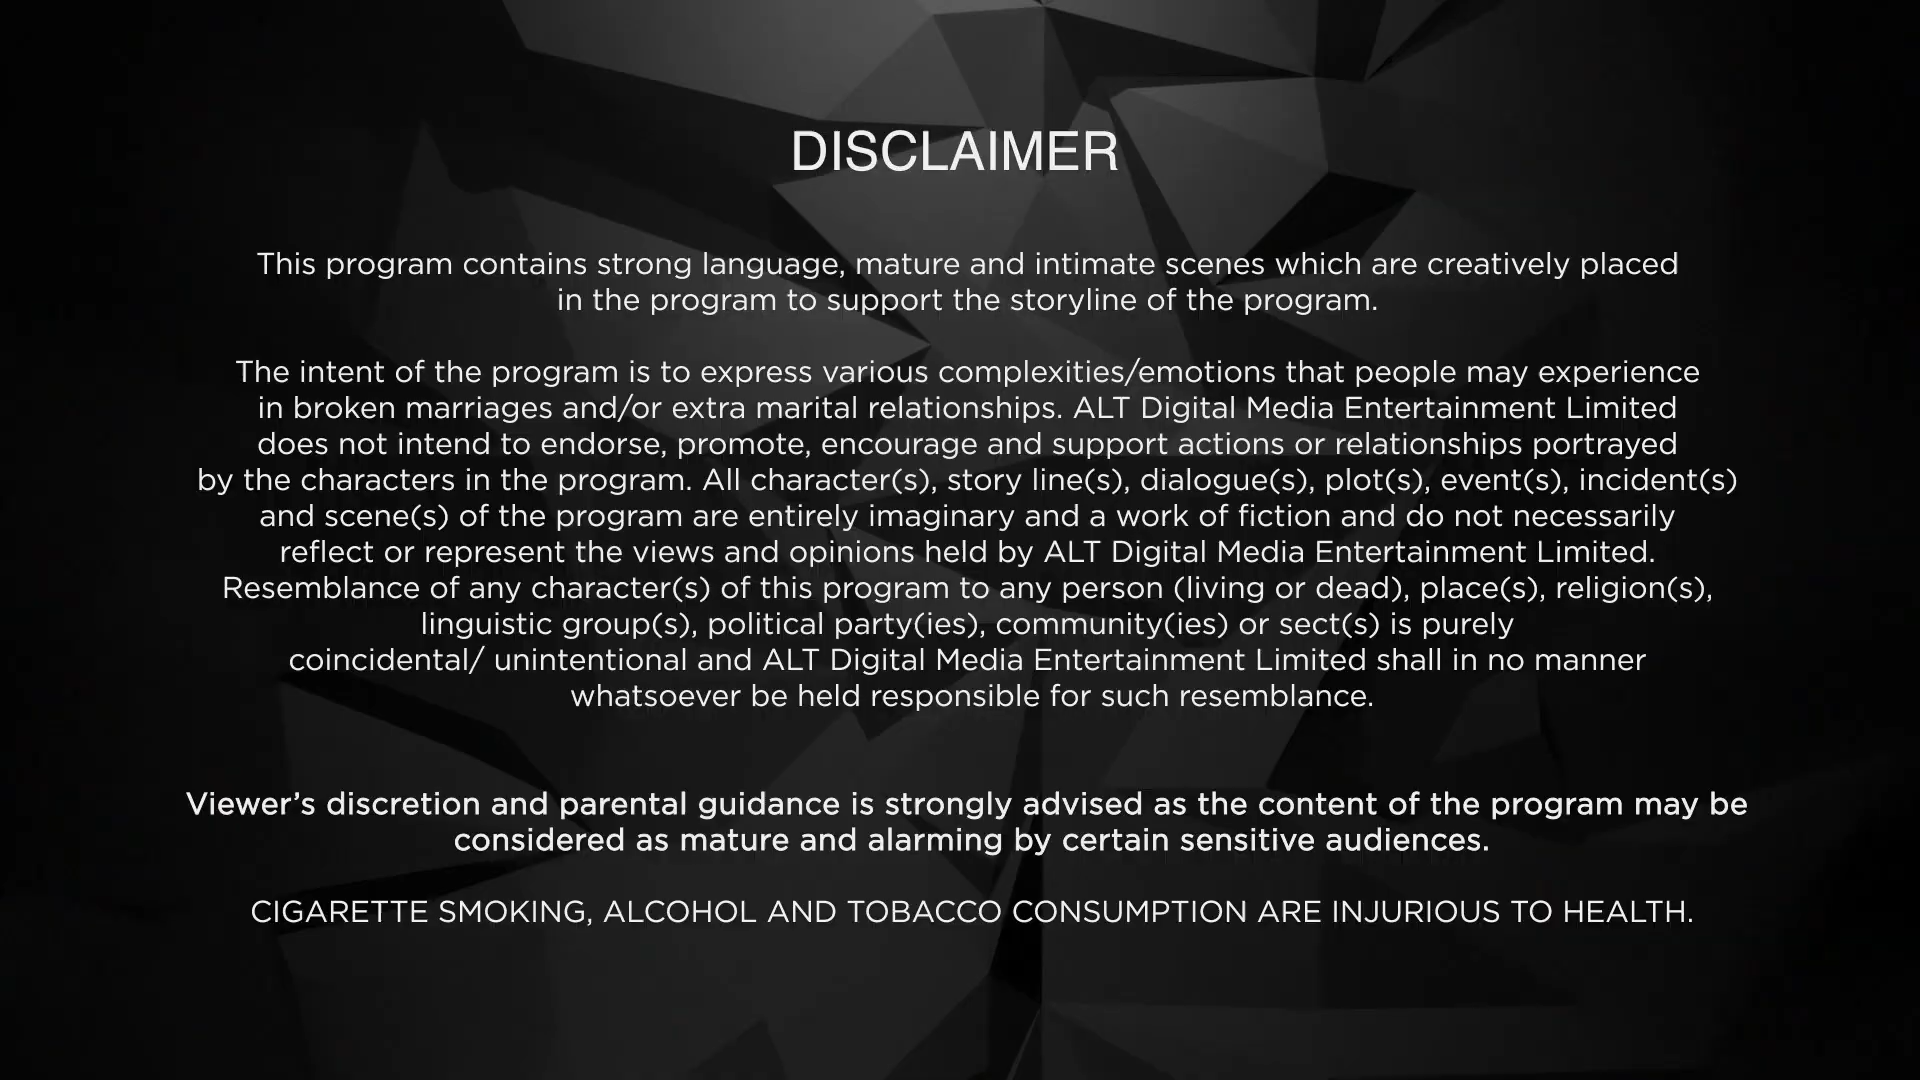 DISCLAIMER
This program contains strong language, mature and intimate scenes which are creatively placed
in the program to support the storyline of the program.
The intent of the program is to express various complexities/emotions that people may experience
in broken marriages and/or extra marital relationships. ALT Digital Media Entertainment Limited
does not intend to endorse, promote, encourage and support actions or relationships portrayed
by the characters in the program. All character(s), story line(s), dialogue(s), plot(s), event(s), incident(s)
and scene(s) of the program are entirely imaginary and a work of fiction and do not necessarily
reflect or represent the views and opinions held by ALT Digital Media Entertainment Limited.
Resemblance of any character(s) of this program to any person (living or dead), place(s), religion(s),
linguistic group(s), political party(ies), community(ies) or sect(s) is purely
coincidental/ unintentional and ALT Digital Media Entertainment Limited shall in no manner
whatsoever be held responsible for such resemblance.
Viewer’s discretion and parental guidance is strongly advised as the content of the program may be
considered as mature and alarming by certain sensitive audiences.
CIGARETTE SMOKING, ALCOHOL AND TOBACCO CONSUMPTION ARE INJURIOUS TO HEALTH.